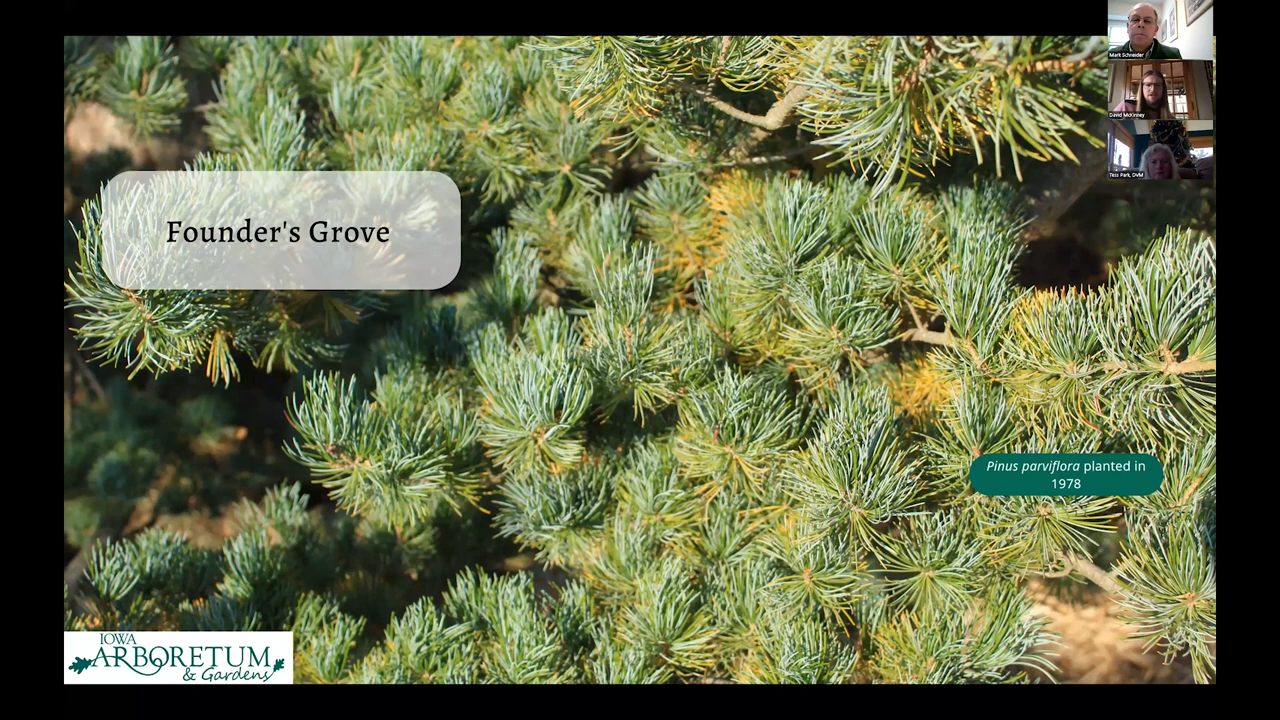 Mark Schneider
David McKinney
Tess Park, DVM
Founder's Grove
Pinus parviflora planted in
1978
IOWA
ARBORETUM
& Gardens